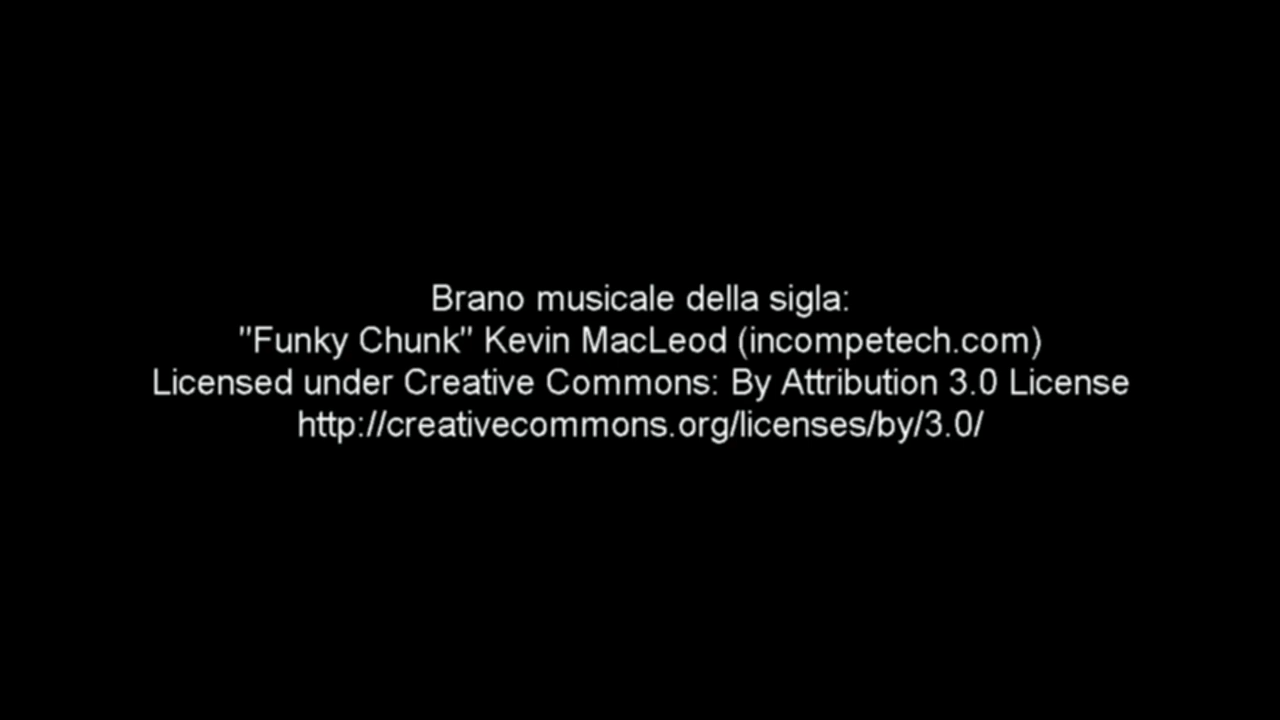 Brano musicale della sigla:
"Funky Chunk" Kevin MacLeod (incompetech.com)
Licensed under Creative Commons: By Attribution 3.0 License
http://creativecommons.org/licenses/by/3.0/